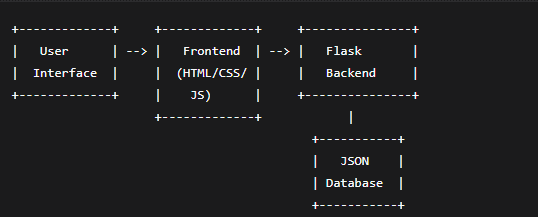 +-------------+     +-------------+     +---------------+
|   User      | --> |   Frontend  | --> |   Flask       |
|  Interface  |     |  (HTML/CSS/ |     |   Backend     |
+-------------+     |    JS)      |     +---------------+
                    +-------------+            |
                                          +-----------+
                                          |   JSON    |
                                          | Database  |
                                          +-----------+